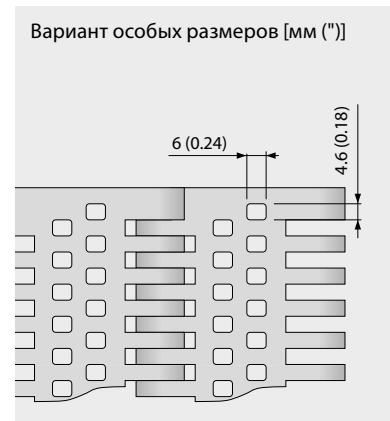 Вариант особых размеров [мм (")]
6 (0.24)
4.6 (0.18)